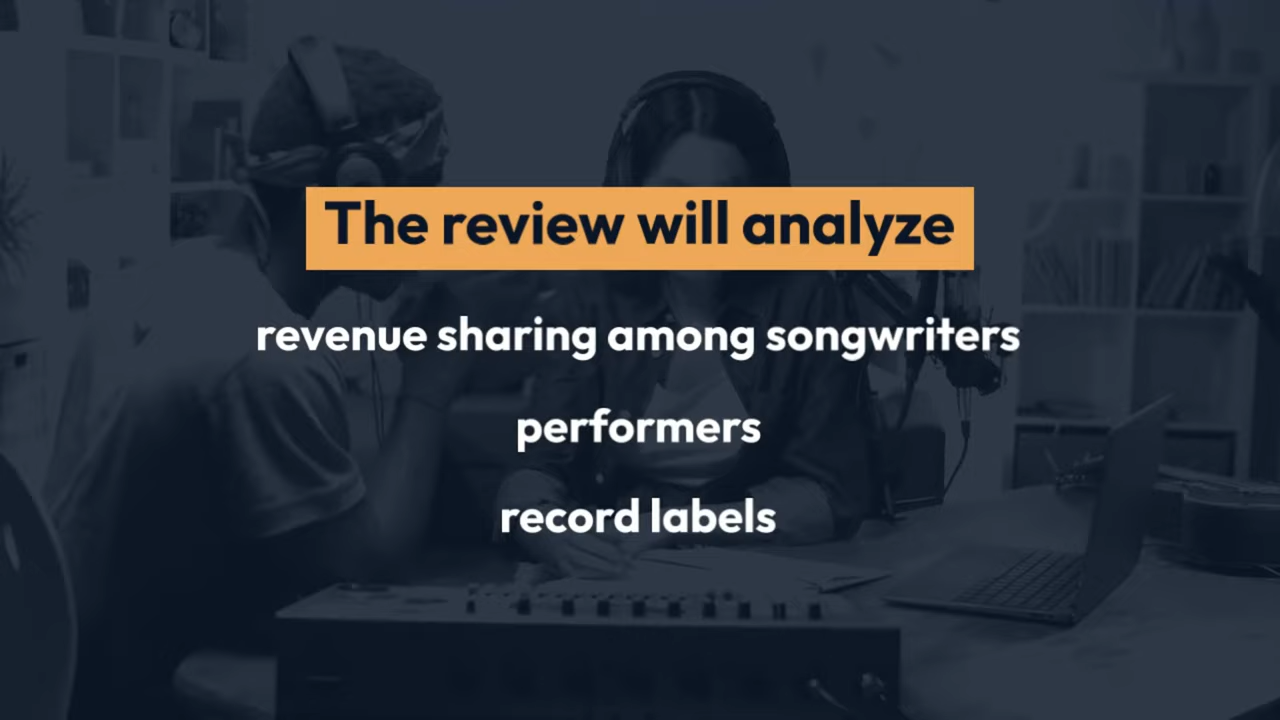 The review will analyze
revenue sharing among songwriters
performers
record labels